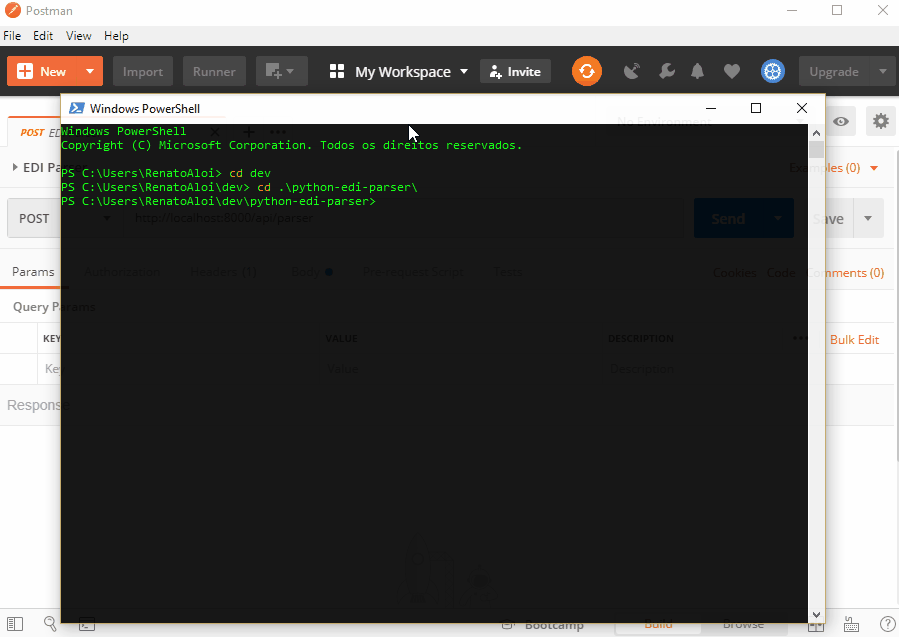 Postman
File Edit View Help
New Import Runner My Workspace Invite Upgrade
Windows PowerShell
No Environment
POST EDI
Windows PowerShell
Copyright (C) Microsoft Corporation. Todos os direitos reservados.
EDI Pa
Examples (0)
PS C:\Users\RenatoAloi> cd dev
PS C:\Users\RenatoAloi\dev> cd .\python-edi-parser\
PS C:\Users\RenatoAloi\dev\python-edi-parser>
POST http://localhost:8000/api/parser Send Save
Params Authorization Headers (1) Body Pre-request Script Tests Cookies Code Comments (0)
Query Params
KEY VALUE DESCRIPTION Bulk Edit
Key Value Description
Response
Bootcamp Build Browse